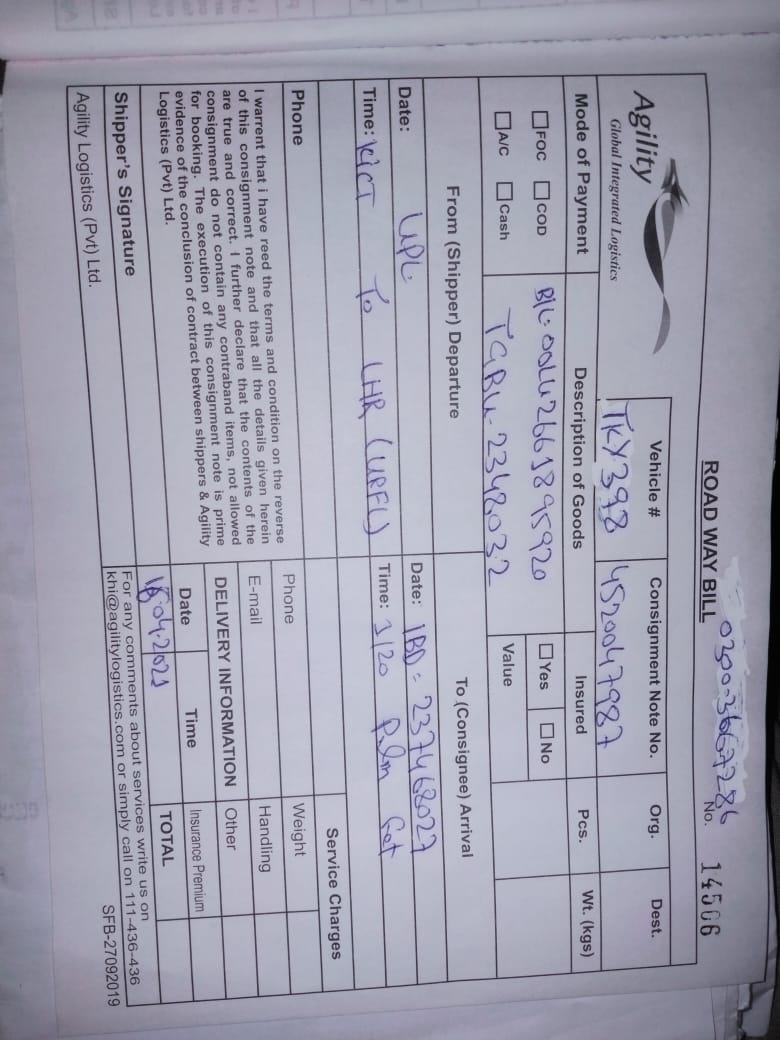 0300-3667286
ROAD WAY BILL No. 14506
Agility
Global Integrated Logistics
Vehicle # Consignment Note No. Org. Dest.
TKY398 4520047987
Mode of Payment Description of Goods Insured Pcs. Wt. (kgs)
FOC COD B/L: 00LU2661895920 Yes No
A/C Cash TGBU-2348032 Value
From (Shipper) Departure To (Consignee) Arrival
Date: UPL Date: IBD = 237468027
Time: KICT To LHR (URFL) Time: 1/20 Palm Fat
Service Charges
Phone Phone Weight
I warrent that i have reed the terms and condition on the reverse
of this consignment note and that all the details given herein
are true and correct. I further declare that the contents of the
consignment do not contain any contraband items, not allowed
for booking. The execution of this consignment note is prime
evidence of the conclusion of contract between shippers & Agility
Logistics (Pvt) Ltd.
E-mail Handling
DELIVERY INFORMATION Other
Date Time Insurance Premium
04.2021 TOTAL
Shipper's Signature
For any comments about services write us on
khi@agilitylogistics.com or simply call on 111-436-436
Agility Logistics (Pvt) Ltd.
SFB-27092019